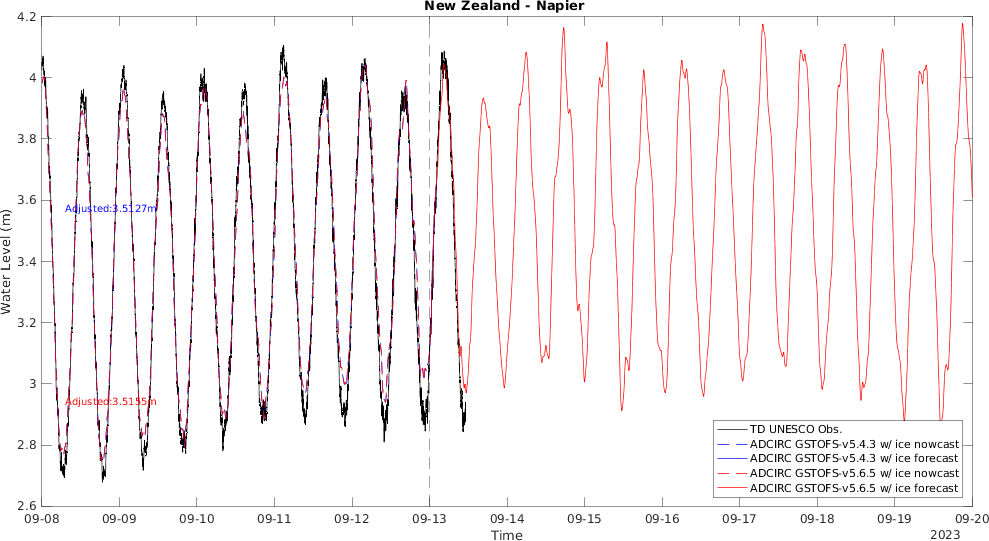 New Zealand - Napier
Water Level (m)
4.2
4
3.8
3.6
3.4
3.2
3
2.8
2.6
Adjusted:3.5127m
Adjusted:3.5155m
TD UNESCO Obs.
ADCIRC GSTOFS-v5.4.3 w/ ice nowcast
ADCIRC GSTOFS-v5.4.3 w/ ice forecast
ADCIRC GSTOFS-v5.6.5 w/ ice nowcast
ADCIRC GSTOFS-v5.6.5 w/ ice forecast
09-08 09-09 09-10 09-11 09-12 09-13 09-14 09-15 09-16 09-17 09-18 09-19 09-20
Time
2023